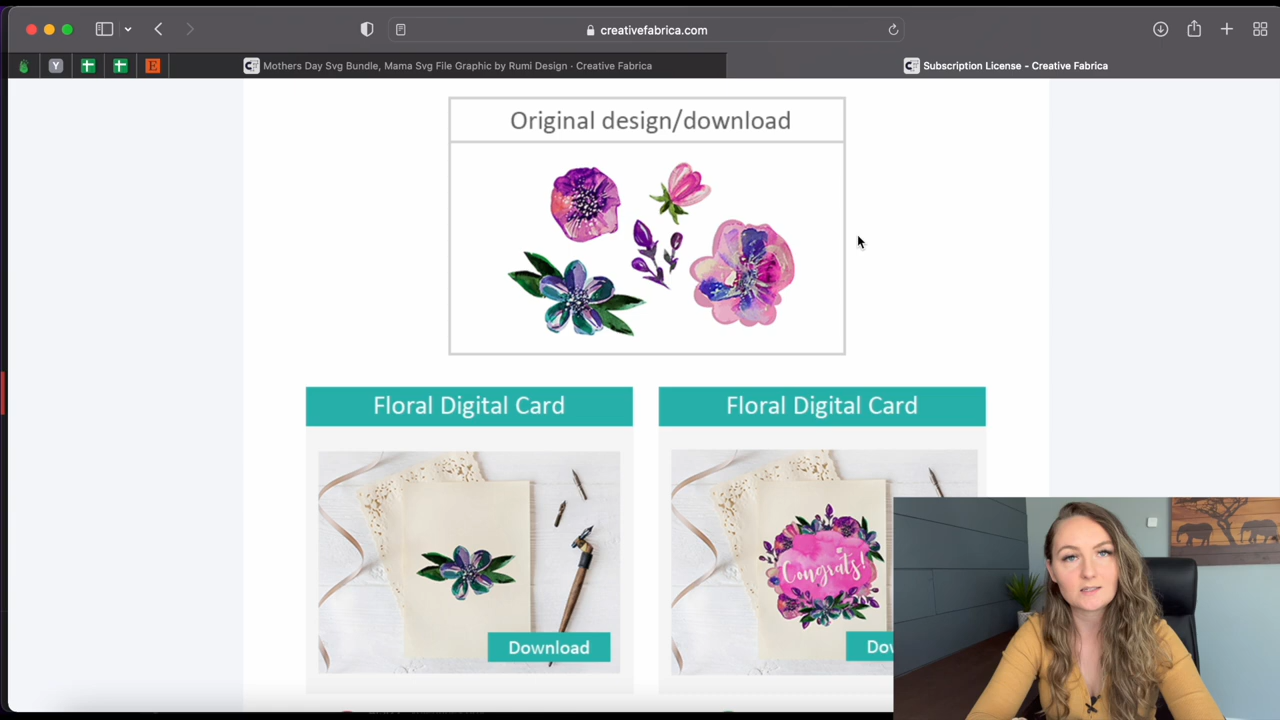 creativefabrica.com
Mothers Day Svg Bundle, Mama Svg File Graphic by Rumi Design · Creative Fabrica
Subscription License – Creative Fabrica
Original design/download
Floral Digital Card
Floral Digital Card
Congrats!
Download
Dov